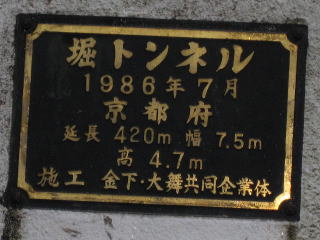 堀トンネル
1986年7月
京都府
延長 420m 幅 7.5m
高 4.7m
施工 金下・大舞共同企業体